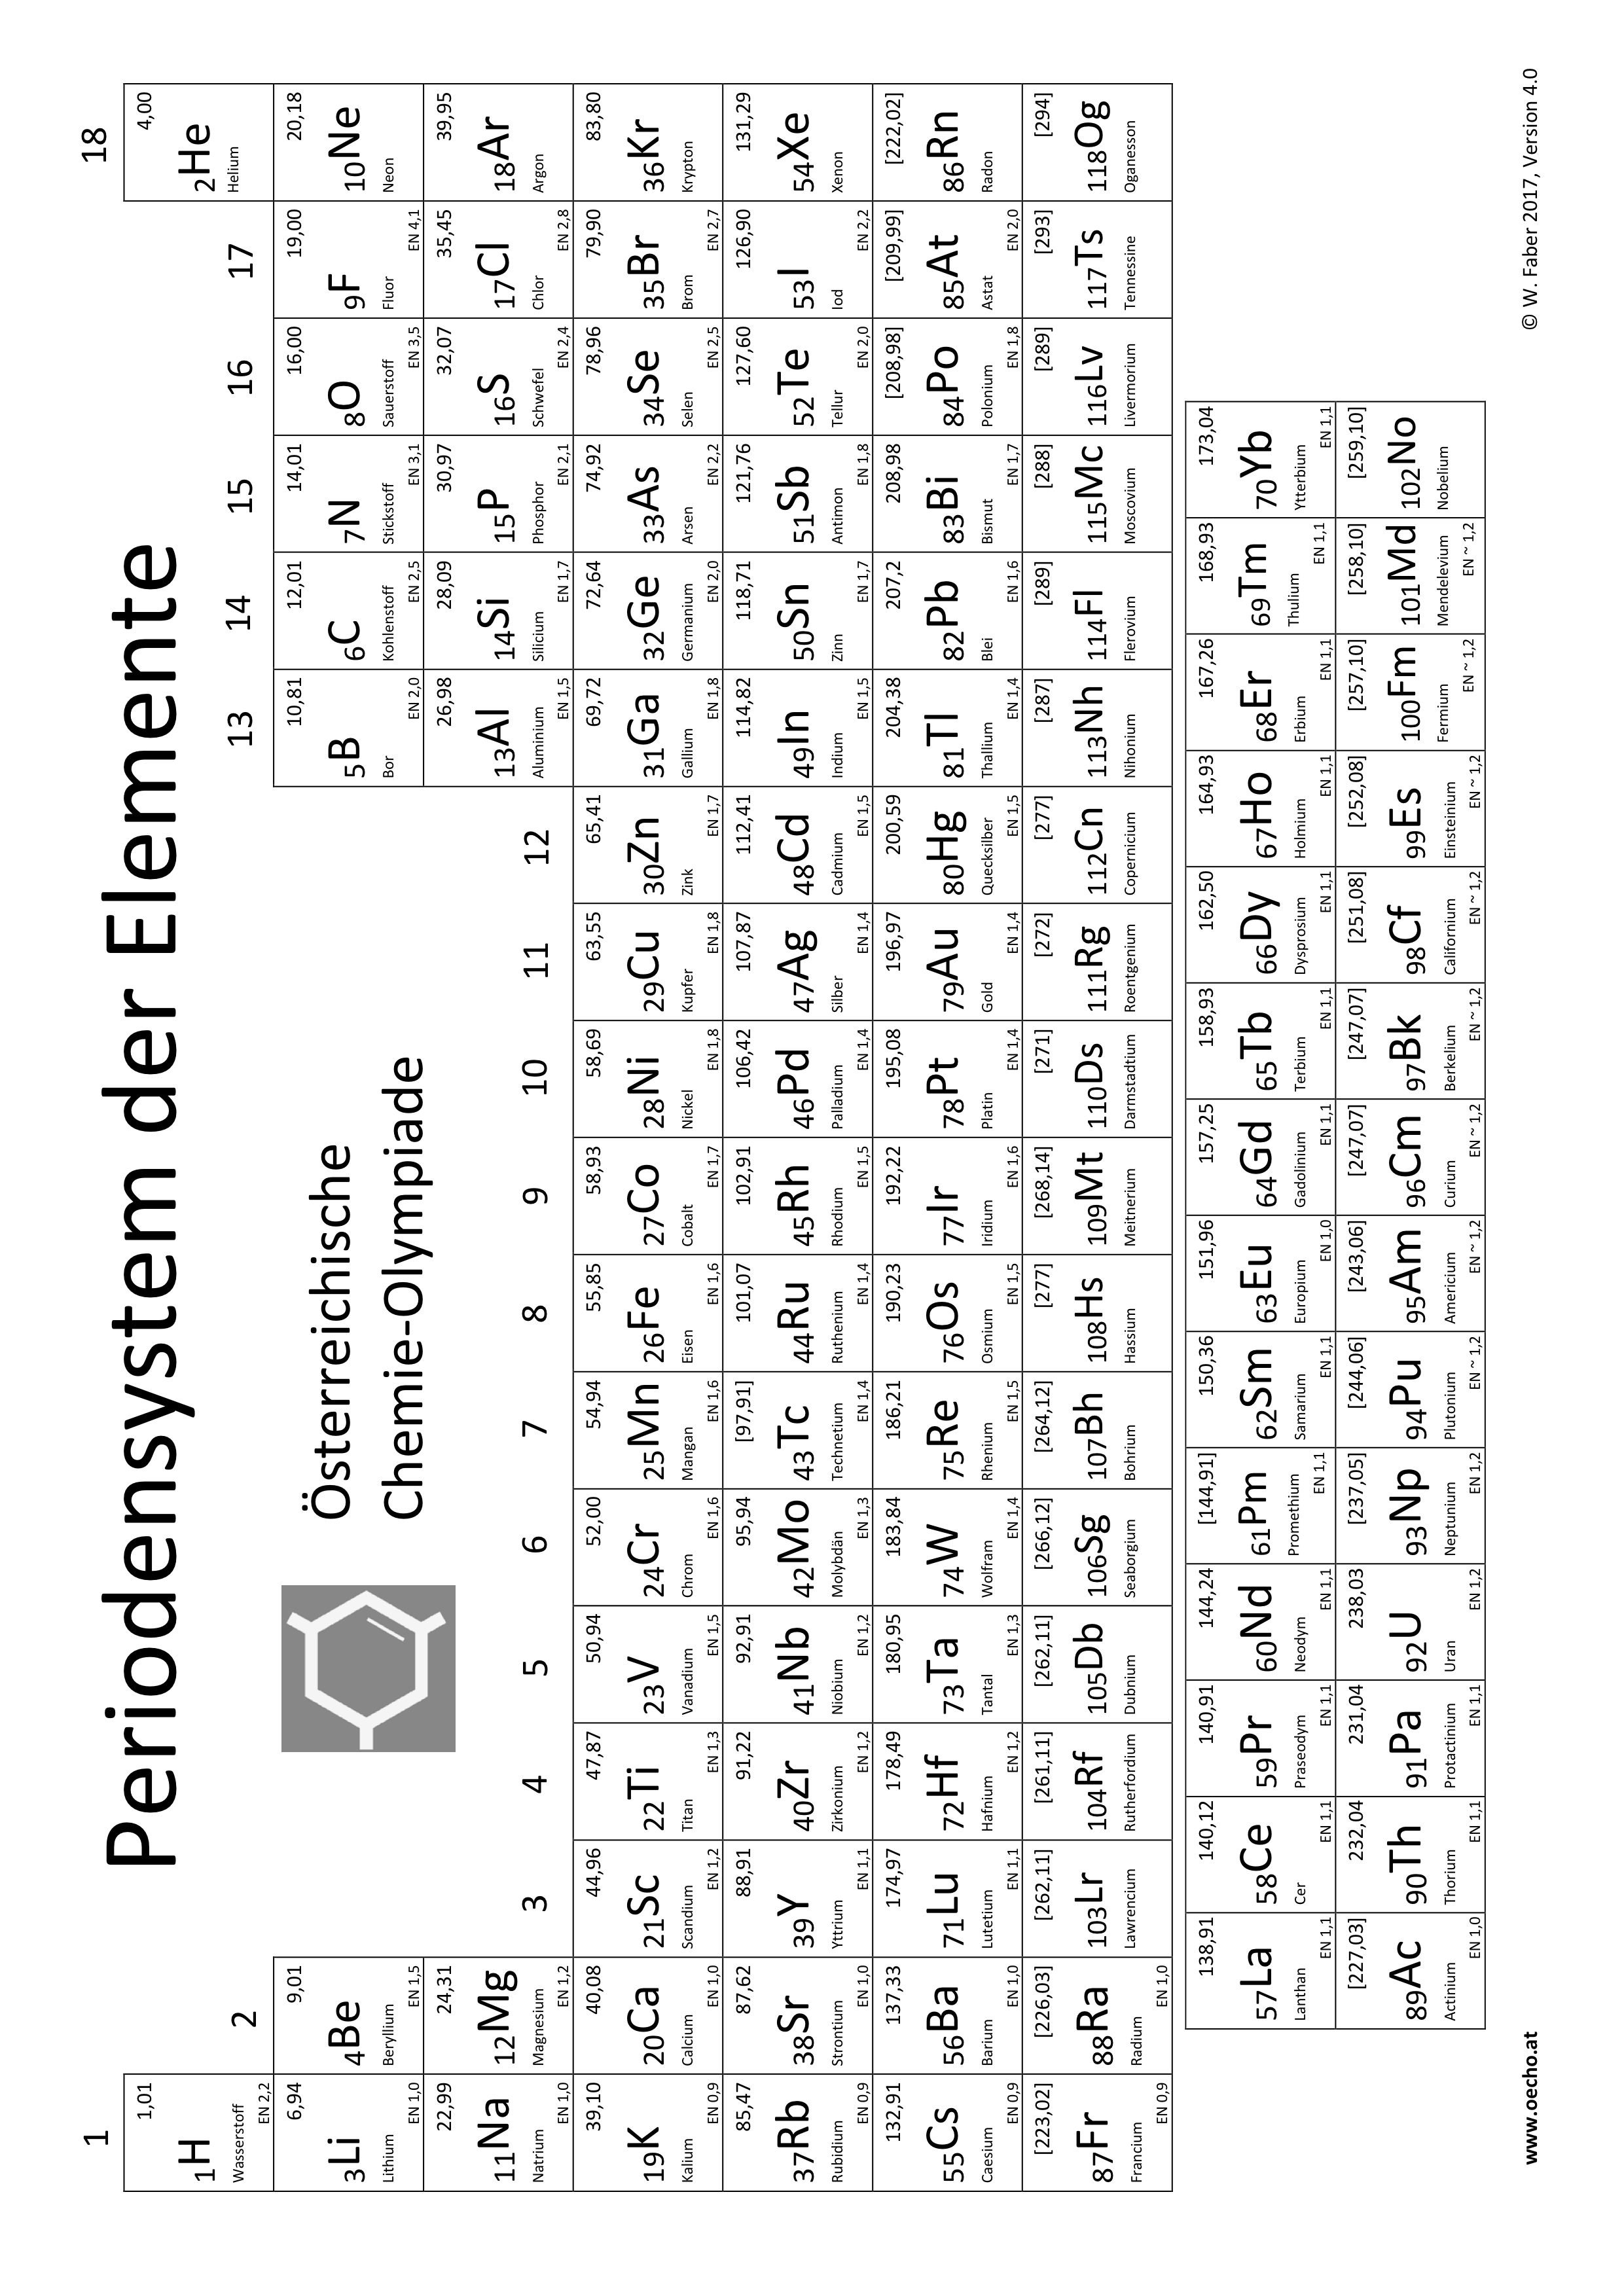 Periodensystem der Elemente
Österreichische
Chemie-Olympiade
1 2 3 4 5 6 7 8 9 10 11 12 13 14 15 16 17 18
1,01 1H Wasserstoff EN 2,2
4,00 2He Helium
6,94 3Li Lithium EN 1,0
9,01 4Be Beryllium EN 1,5
10,81 5B Bor EN 2,0
12,01 6C Kohlenstoff EN 2,5
14,01 7N Stickstoff EN 3,1
16,00 8O Sauerstoff EN 3,5
19,00 9F Fluor EN 4,1
20,18 10Ne Neon
22,99 11Na Natrium EN 1,0
24,31 12Mg Magnesium EN 1,2
26,98 13Al Aluminium EN 1,5
28,09 14Si Silicium EN 1,7
30,97 15P Phosphor EN 2,1
32,07 16S Schwefel EN 2,4
35,45 17Cl Chlor EN 2,8
39,95 18Ar Argon
39,10 19K Kalium EN 0,9
40,08 20Ca Calcium EN 1,0
44,96 21Sc Scandium EN 1,2
47,87 22Ti Titan EN 1,3
50,94 23V Vanadium EN 1,5
52,00 24Cr Chrom EN 1,6
54,94 25Mn Mangan EN 1,6
55,85 26Fe Eisen EN 1,6
58,93 27Co Cobalt EN 1,7
58,69 28Ni Nickel EN 1,8
63,55 29Cu Kupfer EN 1,8
65,41 30Zn Zink EN 1,7
69,72 31Ga Gallium EN 1,8
72,64 32Ge Germanium EN 2,0
74,92 33As Arsen EN 2,2
78,96 34Se Selen EN 2,5
79,90 35Br Brom EN 2,7
83,80 36Kr Krypton
85,47 37Rb Rubidium EN 0,9
87,62 38Sr Strontium EN 1,0
88,91 39Y Yttrium EN 1,1
91,22 40Zr Zirkonium EN 1,2
92,91 41Nb Niobium EN 1,2
95,94 42Mo Molybdän EN 1,3
[97,91] 43Tc Technetium EN 1,4
101,07 44Ru Ruthenium EN 1,4
102,91 45Rh Rhodium EN 1,5
106,42 46Pd Palladium EN 1,4
107,87 47Ag Silber EN 1,4
112,41 48Cd Cadmium EN 1,5
114,82 49In Indium EN 1,5
118,71 50Sn Zinn EN 1,7
121,76 51Sb Antimon EN 1,8
127,60 52Te Tellur EN 2,0
126,90 53I Iod EN 2,2
131,29 54Xe Xenon
132,91 55Cs Caesium EN 0,9
137,33 56Ba Barium EN 1,0
174,97 71Lu Lutetium EN 1,1
178,49 72Hf Hafnium EN 1,2
180,95 73Ta Tantal EN 1,3
183,84 74W Wolfram EN 1,4
186,21 75Re Rhenium EN 1,5
190,23 76Os Osmium EN 1,5
192,22 77Ir Iridium EN 1,6
195,08 78Pt Platin EN 1,4
196,97 79Au Gold EN 1,4
200,59 80Hg Quecksilber EN 1,5
204,38 81Tl Thallium EN 1,4
207,2 82Pb Blei EN 1,6
208,98 83Bi Bismut EN 1,7
[208,98] 84Po Polonium EN 1,8
[209,99] 85At Astat EN 2,0
[222,02] 86Rn Radon
[223,02] 87Fr Francium EN 0,9
[226,03] 88Ra Radium EN 1,0
[262,11] 103Lr Lawrencium
[261,11] 104Rf Rutherfordium
[262,11] 105Db Dubnium
[266,12] 106Sg Seaborgium
[264,12] 107Bh Bohrium
[277] 108Hs Hassium
[268,14] 109Mt Meitnerium
[271] 110Ds Darmstadtium
[272] 111Rg Roentgenium
[277] 112Cn Copernicium
[287] 113Nh Nihonium
[289] 114Fl Flerovium
[288] 115Mc Moscovium
[289] 116Lv Livermorium
[293] 117Ts Tennessine
[294] 118Og Oganesson
138,91 57La Lanthan EN 1,1
140,12 58Ce Cer EN 1,1
140,91 59Pr Praseodym EN 1,1
144,24 60Nd Neodym EN 1,1
[144,91] 61Pm Promethium EN 1,1
150,36 62Sm Samarium EN 1,1
151,96 63Eu Europium EN 1,0
157,25 64Gd Gadolinium EN 1,1
158,93 65Tb Terbium EN 1,1
162,50 66Dy Dysprosium EN 1,1
164,93 67Ho Holmium EN 1,1
167,26 68Er Erbium EN 1,1
168,93 69Tm Thulium EN 1,1
173,04 70Yb Ytterbium EN 1,1
[227,03] 89Ac Actinium EN 1,0
232,04 90Th Thorium EN 1,1
231,04 91Pa Protactinium EN 1,1
238,03 92U Uran EN 1,2
[237,05] 93Np Neptunium EN 1,2
[244,06] 94Pu Plutonium EN ~ 1,2
[243,06] 95Am Americium EN ~ 1,2
[247,07] 96Cm Curium EN ~ 1,2
[247,07] 97Bk Berkelium EN ~ 1,2
[251,08] 98Cf Californium EN ~ 1,2
[252,08] 99Es Einsteinium EN ~ 1,2
[257,10] 100Fm Fermium EN ~ 1,2
[258,10] 101Md Mendelevium EN ~ 1,2
[259,10] 102No Nobelium
www.oecho.at
© W. Faber 2017, Version 4.0